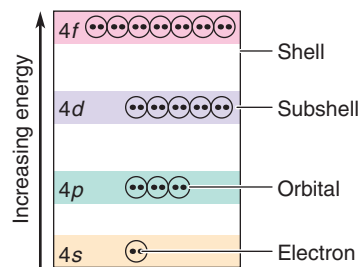 Increasing energy
4f
Shell
4d
Subshell
4p
Orbital
4s
Electron